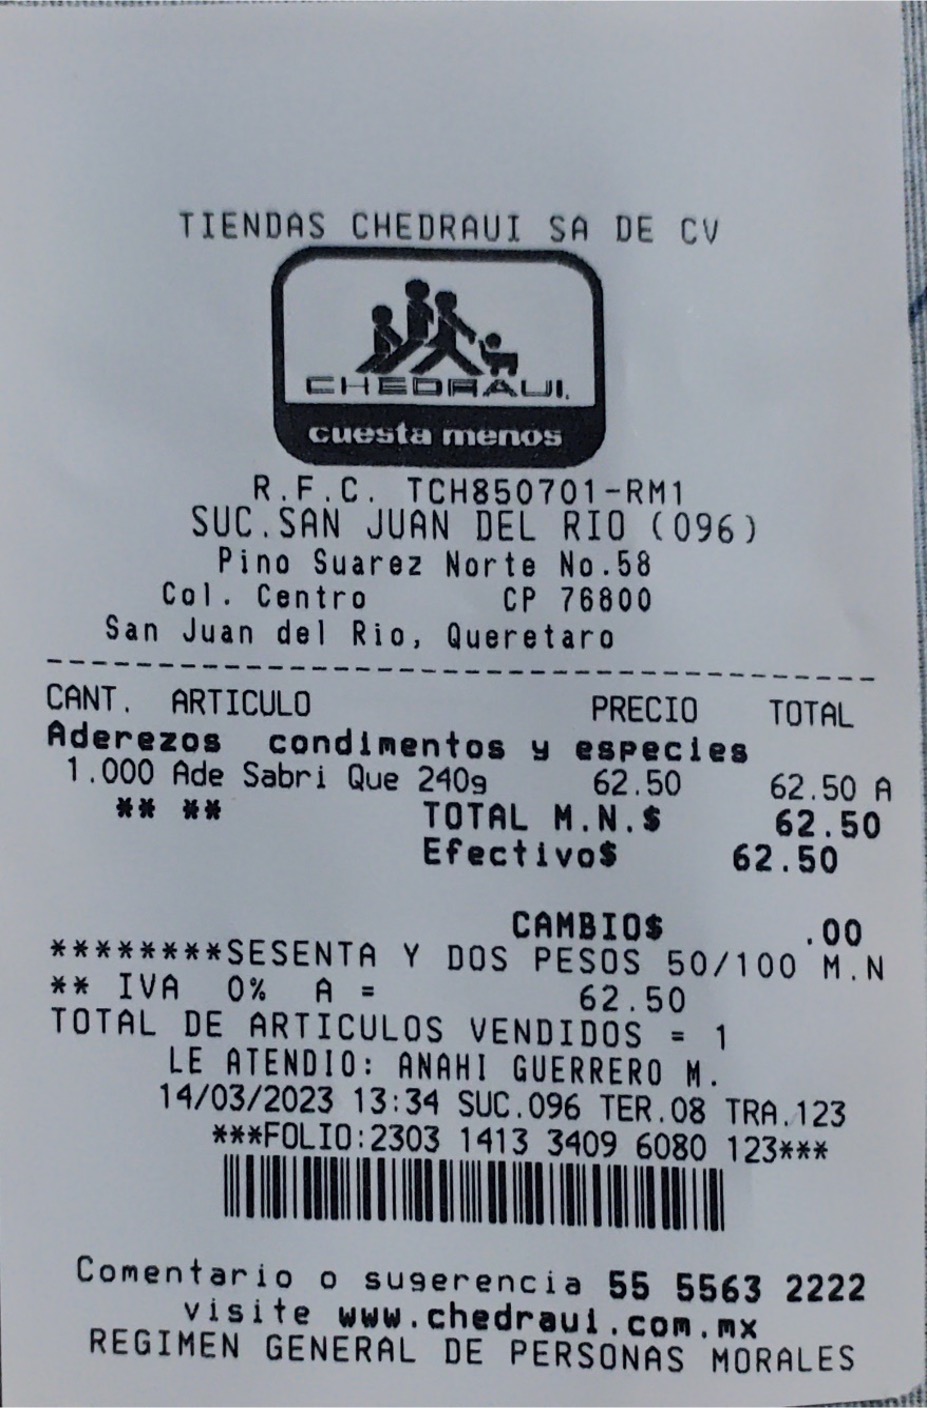 TIENDAS CHEDRAUI SA DE CV
CHEDRAUI.
cuesta menos
R.F.C. TCH850701-RM1
SUC.SAN JUAN DEL RIO (096)
Pino Suarez Norte No.58
Col. Centro CP 76800
San Juan del Rio, Queretaro
CANT. ARTICULO PRECIO TOTAL
Aderezos condimentos y especies
1.000 Ade Sabri Que 240g 62.50 62.50 A
** ** TOTAL M.N.$ 62.50
Efectivo$ 62.50
CAMBIO$ .00
********SESENTA Y DOS PESOS 50/100 M.N
** IVA 0% A = 62.50
TOTAL DE ARTICULOS VENDIDOS = 1
LE ATENDIO: ANAHI GUERRERO M.
14/03/2023 13:34 SUC.096 TER.08 TRA.123
***FOLIO:2303 1413 3409 6080 123***
Comentario o sugerencia 55 5563 2222
visite www.chedraui.com.mx
REGIMEN GENERAL DE PERSONAS MORALES